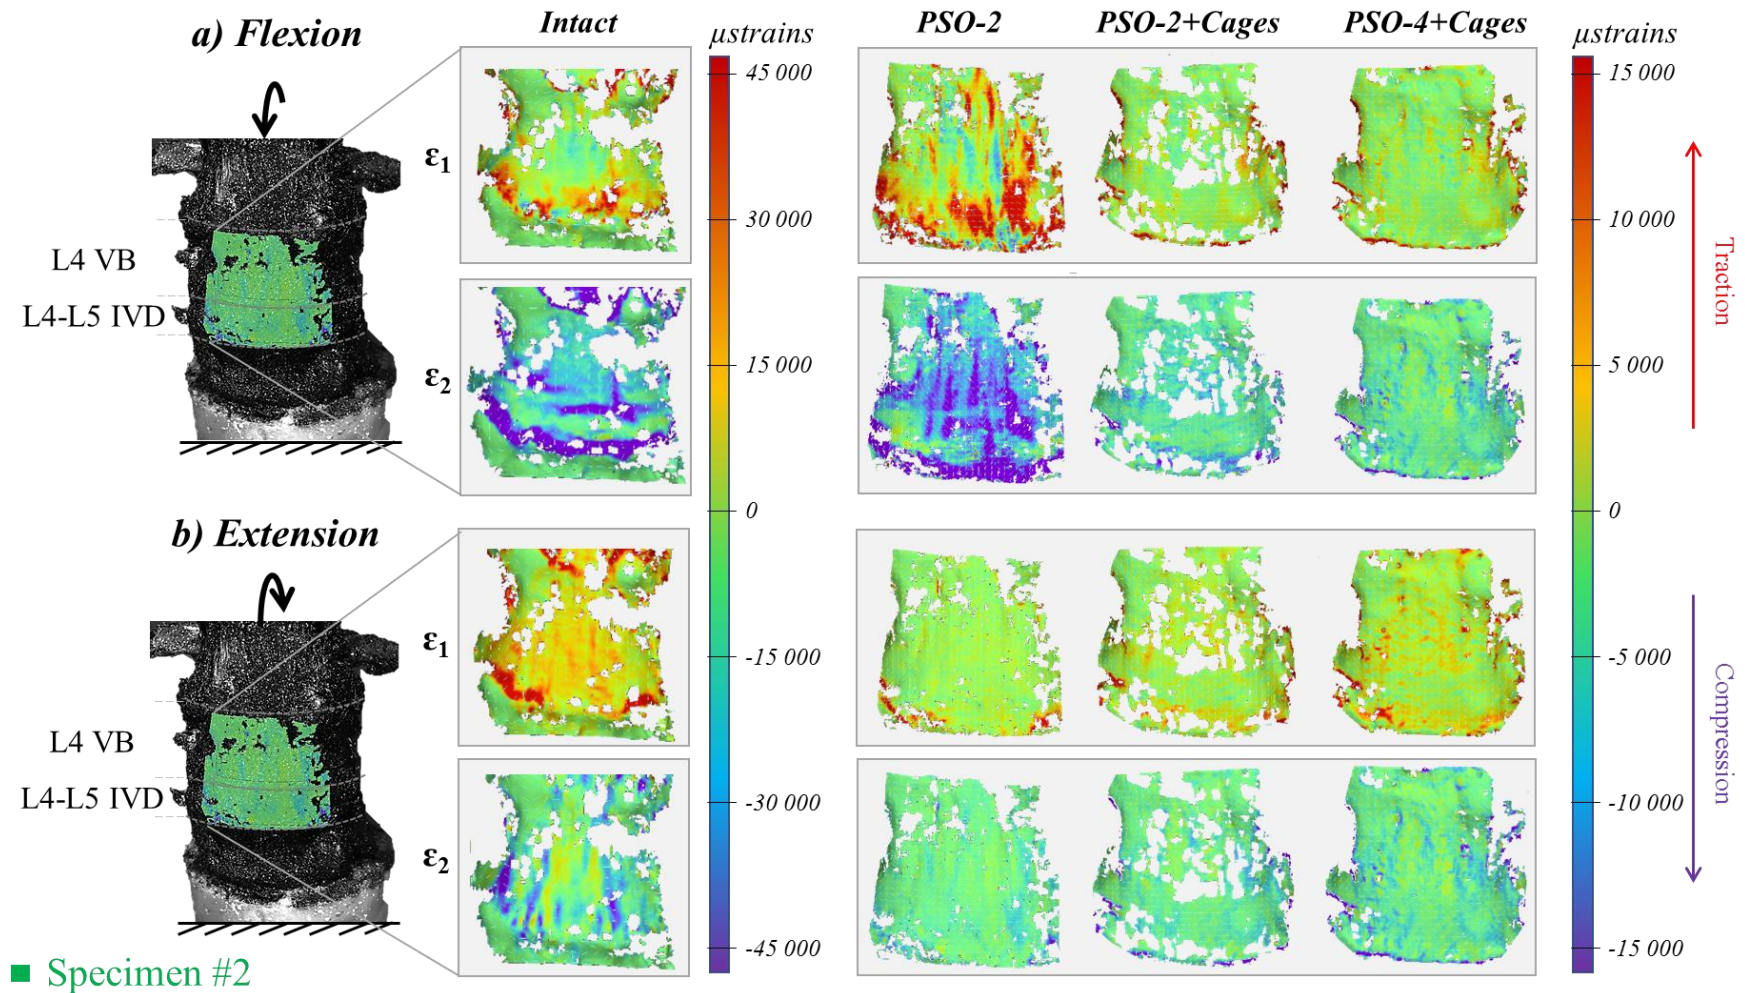 a) Flexion
Intact
µstrains
PSO-2
PSO-2+Cages
PSO-4+Cages
µstrains
ε1
ε2
L4 VB
L4-L5 IVD
45 000
30 000
15 000
0
-15 000
-30 000
-45 000
15 000
10 000
5 000
0
-5 000
-10 000
-15 000
Traction
Compression
b) Extension
ε1
ε2
L4 VB
L4-L5 IVD
Specimen #2